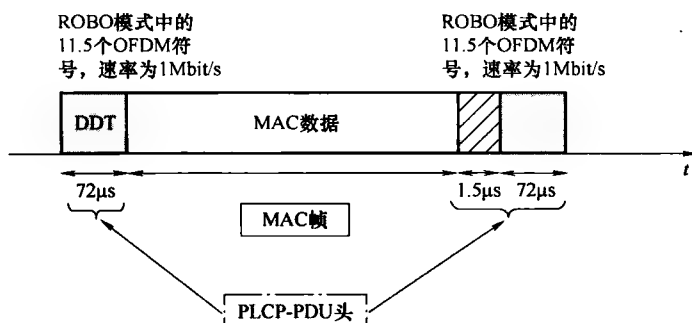 ROBO模式中的
11.5个OFDM符
号，速率为1Mbit/s
ROBO模式中的
11.5个OFDM符
号，速率为1Mbit/s
DDT
MAC数据
t
72μs
1.5μs
72μs
MAC帧
PLCP-PDU头